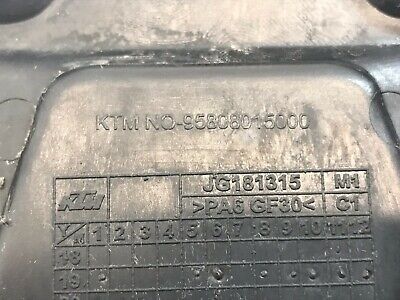 KTM NO-95808015000
KTM JG181315 M1
>PA6 GF30< C1
Y/M 1 2 3 4 5 6 7 8 9 10 11 12
18
19